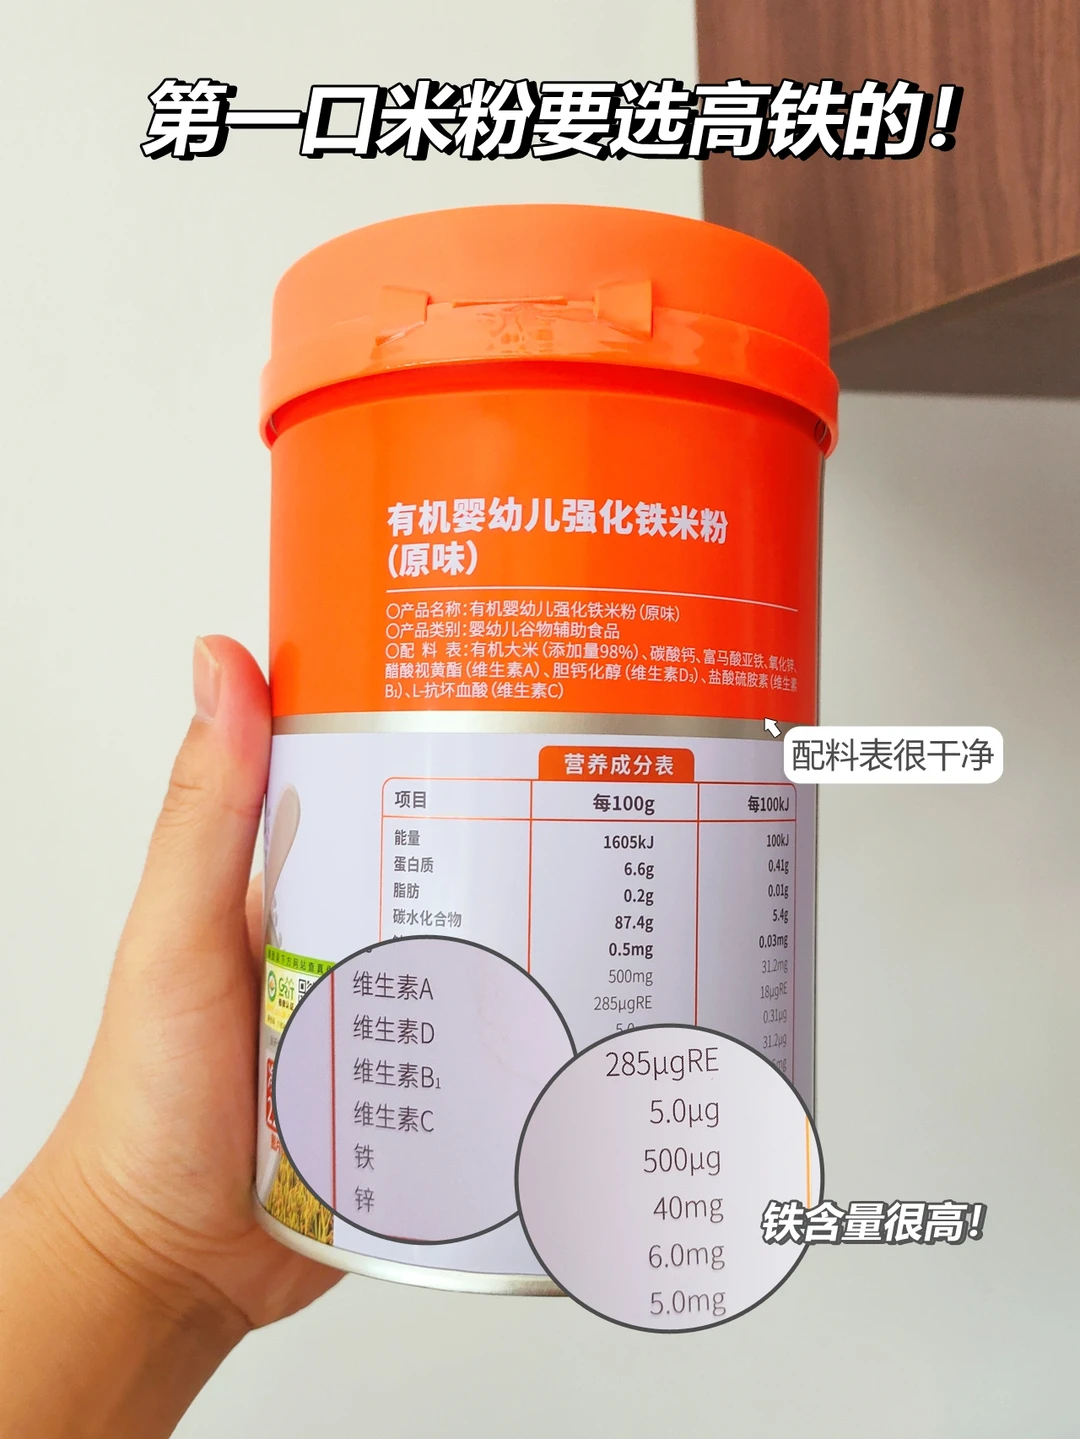 第一口米粉要选高铁的！
有机婴幼儿强化铁米粉
(原味)
〇产品名称：有机婴幼儿强化铁米粉(原味)
〇产品类别：婴幼儿谷物辅助食品
〇配 料 表：有机大米(添加量98%)、碳酸钙、富马酸亚铁、氧化锌、
醋酸视黄酯(维生素A)、胆钙化醇(维生素D₃)、盐酸硫胺素(维生素
B₁)、L-抗坏血酸(维生素C)
配料表很干净
营养成分表
项目 每100g 每100kJ
能量 1605kJ 100kJ
蛋白质 6.6g 0.41g
脂肪 0.2g 0.01g
碳水化合物 87.4g 5.4g
0.5mg 0.03mg
500mg 31.2mg
285μgRE 18μgRE
5.0 0.31μg
31.2μg
维生素A 285μgRE
维生素D 5.0μg
维生素B₁ 500μg
维生素C 40mg
铁 6.0mg
锌 5.0mg
铁含量很高！